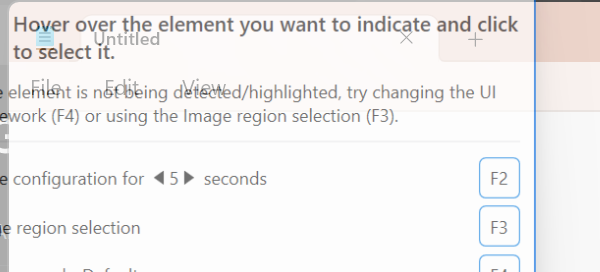 Hover over the element you want to indicate and click
to select it.
Untitled
File Edit View
e element is not being detected/highlighted, try changing the UI
ework (F4) or using the Image region selection (F3).
e configuration for 5 seconds F2
e region selection F3